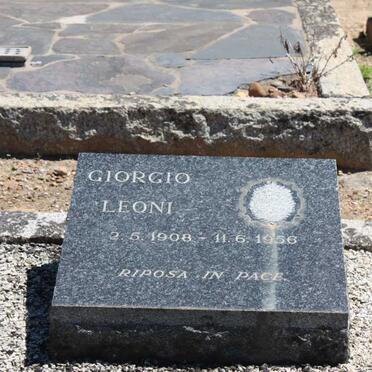 GIORGIO
LEONI
2.5.1908 - 11.6.1956
RIPOSA IN PACE